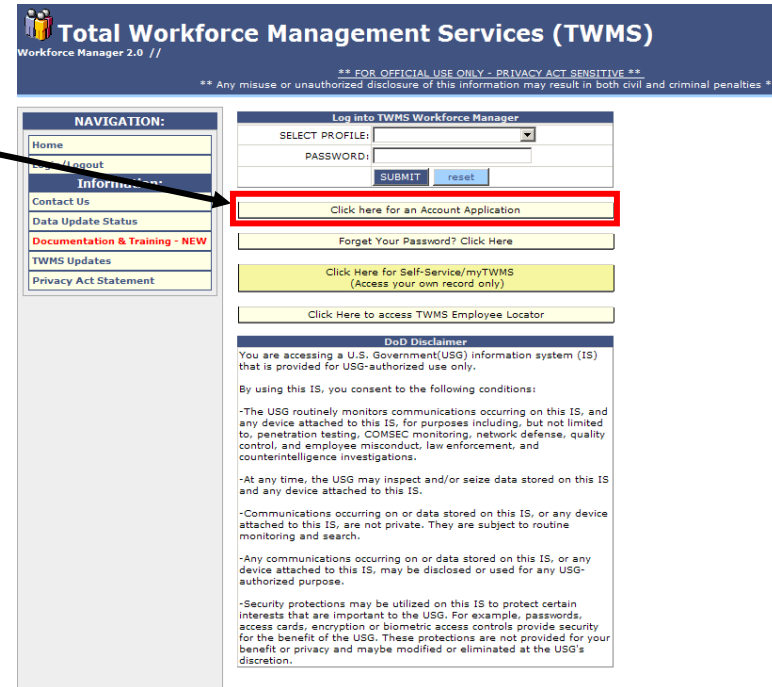 Total Workforce Management Services (TWMS)
Workforce Manager 2.0 //
** FOR OFFICIAL USE ONLY - PRIVACY ACT SENSITIVE **
** Any misuse or unauthorized disclosure of this information may result in both civil and criminal penalties *
NAVIGATION:
Home
Login/Logout
Information:
Contact Us
Data Update Status
Documentation & Training - NEW
TWMS Updates
Privacy Act Statement
Log into TWMS Workforce Manager
SELECT PROFILE:
PASSWORD:
SUBMIT reset
Click here for an Account Application
Forget Your Password? Click Here
Click Here for Self-Service/myTWMS
(Access your own record only)
Click Here to access TWMS Employee Locator
DoD Disclaimer
You are accessing a U.S. Government(USG) information system (IS)
that is provided for USG-authorized use only.
By using this IS, you consent to the following conditions:
-The USG routinely monitors communications occurring on this IS, and
any device attached to this IS, for purposes including, but not limited
to, penetration testing, COMSEC monitoring, network defense, quality
control, and employee misconduct, law enforcement, and
counterintelligence investigations.
-At any time, the USG may inspect and/or seize data stored on this IS
and any device attached to this IS.
-Communications occurring on or data stored on this IS, or any device
attached to this IS, are not private. They are subject to routine
monitoring and search.
-Any communications occurring on or data stored on this IS, or any
device attached to this IS, may be disclosed or used for any USG-
authorized purpose.
-Security protections may be utilized on this IS to protect certain
interests that are important to the USG. For example, passwords,
access cards, encryption or biometric access controls provide security
for the benefit of the USG. These protections are not provided for your
benefit or privacy and maybe modified or eliminated at the USG's
discretion.